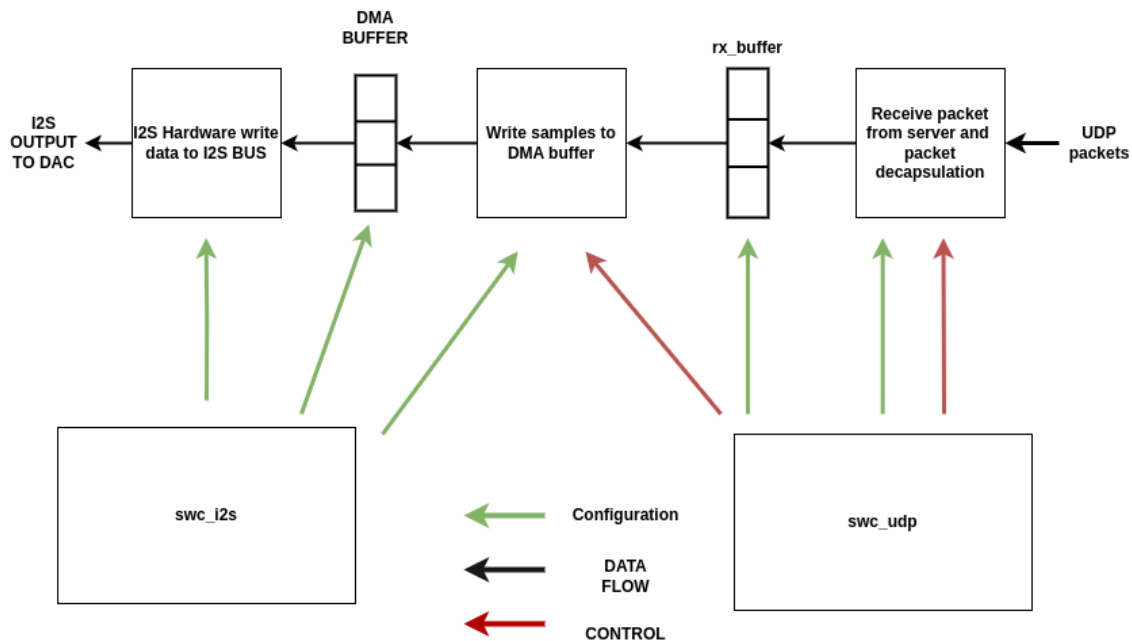 DMA
BUFFER
rx_buffer
I2S
OUTPUT
TO DAC
I2S Hardware write
data to I2S BUS
Write samples to
DMA buffer
Receive packet
from server and
packet
decapsulation
UDP
packets
swc_i2s
swc_udp
Configuration
DATA
FLOW
CONTROL